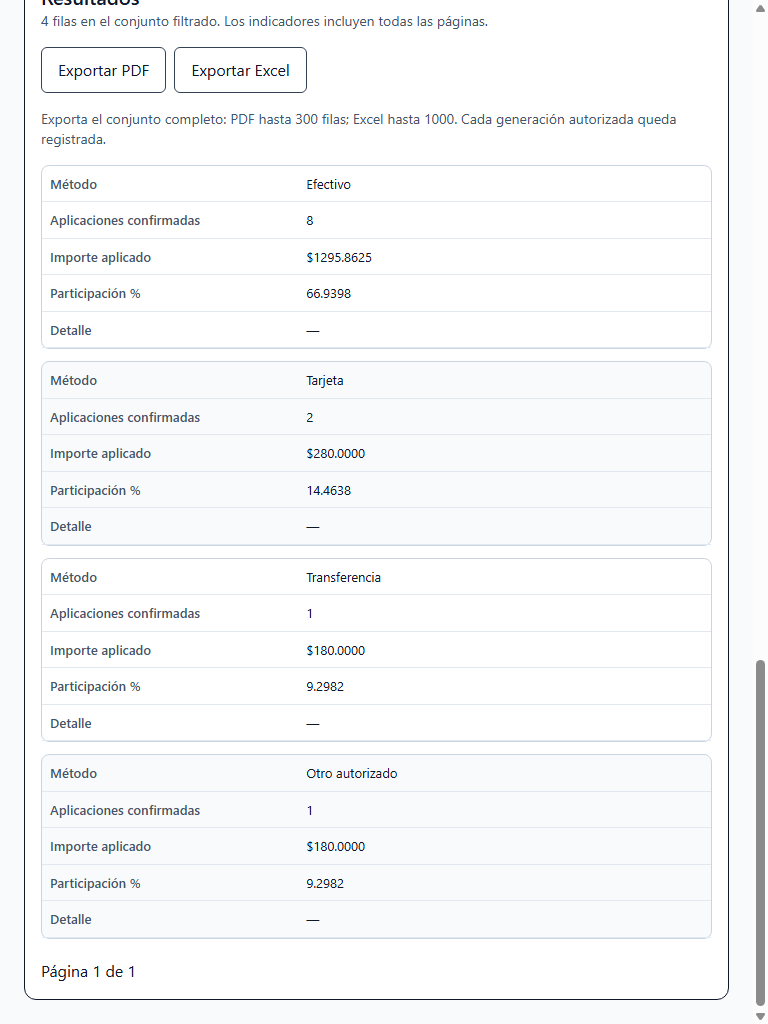 Resultados
4 filas en el conjunto filtrado. Los indicadores incluyen todas las páginas.
Exportar PDF Exportar Excel
Exporta el conjunto completo: PDF hasta 300 filas; Excel hasta 1000. Cada generación autorizada queda
registrada.
Método Efectivo
Aplicaciones confirmadas 8
Importe aplicado $1295.8625
Participación % 66.9398
Detalle —
Método Tarjeta
Aplicaciones confirmadas 2
Importe aplicado $280.0000
Participación % 14.4638
Detalle —
Método Transferencia
Aplicaciones confirmadas 1
Importe aplicado $180.0000
Participación % 9.2982
Detalle —
Método Otro autorizado
Aplicaciones confirmadas 1
Importe aplicado $180.0000
Participación % 9.2982
Detalle —
Página 1 de 1